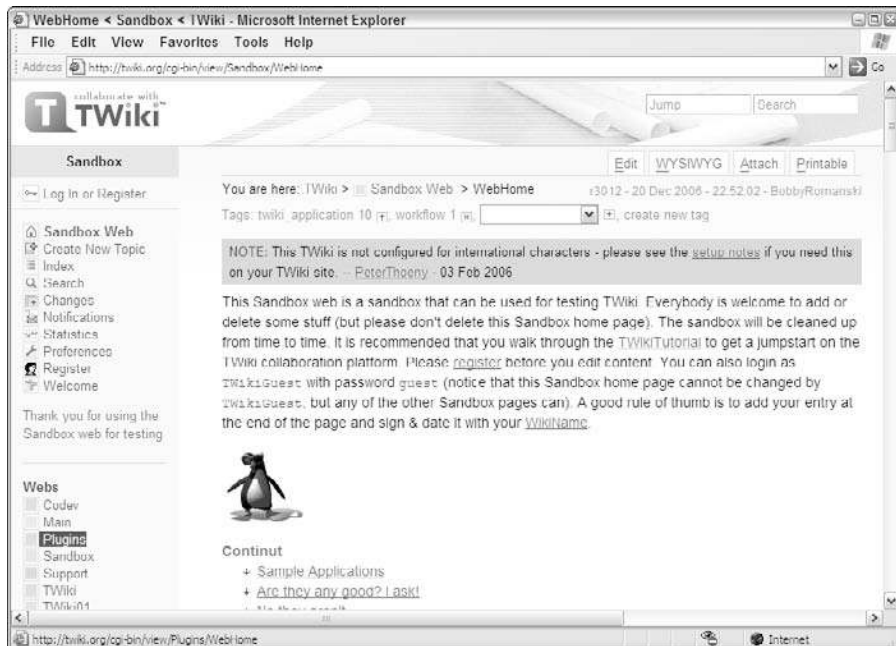 WebHome < Sandbox < TWiki - Microsoft Internet Explorer
File Edit View Favorites Tools Help
Address http://twiki.org/cgi-bin/view/Sandbox/WebHome Go
collaborate with
TWiki™
Jump Search
Sandbox
Edit WYSIWYG Attach Printable
Log In or Register
You are here: TWiki > Sandbox Web > WebHome r3012 - 20 Dec 2006 - 22.52.02 - BobbyRomanski
Tags: twiki_application 10 , workflow 1 , create new tag
Sandbox Web
Create New Topic
Index
Search
Changes
Notifications
Statistics
Preferences
Register
Welcome
Thank you for using the
Sandbox web for testing
Webs
Codev
Main
Plugins
Sandbox
Support
TWiki
TWiki01
NOTE: This TWiki is not configured for international characters - please see the setup notes if you need this
on your TWiki site. -- PeterThoeny - 03 Feb 2006
This Sandbox web is a sandbox that can be used for testing TWiki. Everybody is welcome to add or
delete some stuff (but please don't delete this Sandbox home page). The sandbox will be cleaned up
from time to time. It is recommended that you walk through the TWikiTutorial to get a jumpstart on the
TWiki collaboration platform. Please register before you edit content. You can also login as
TWikiGuest with password guest (notice that this Sandbox home page cannot be changed by
TWikiGuest, but any of the other Sandbox pages can). A good rule of thumb is to add your entry at
the end of the page and sign & date it with your WikiName.
Continut
Sample Applications
Are they any good? I ask!
No they aren't
http://twiki.org/cgi-bin/view/Plugins/WebHome Internet